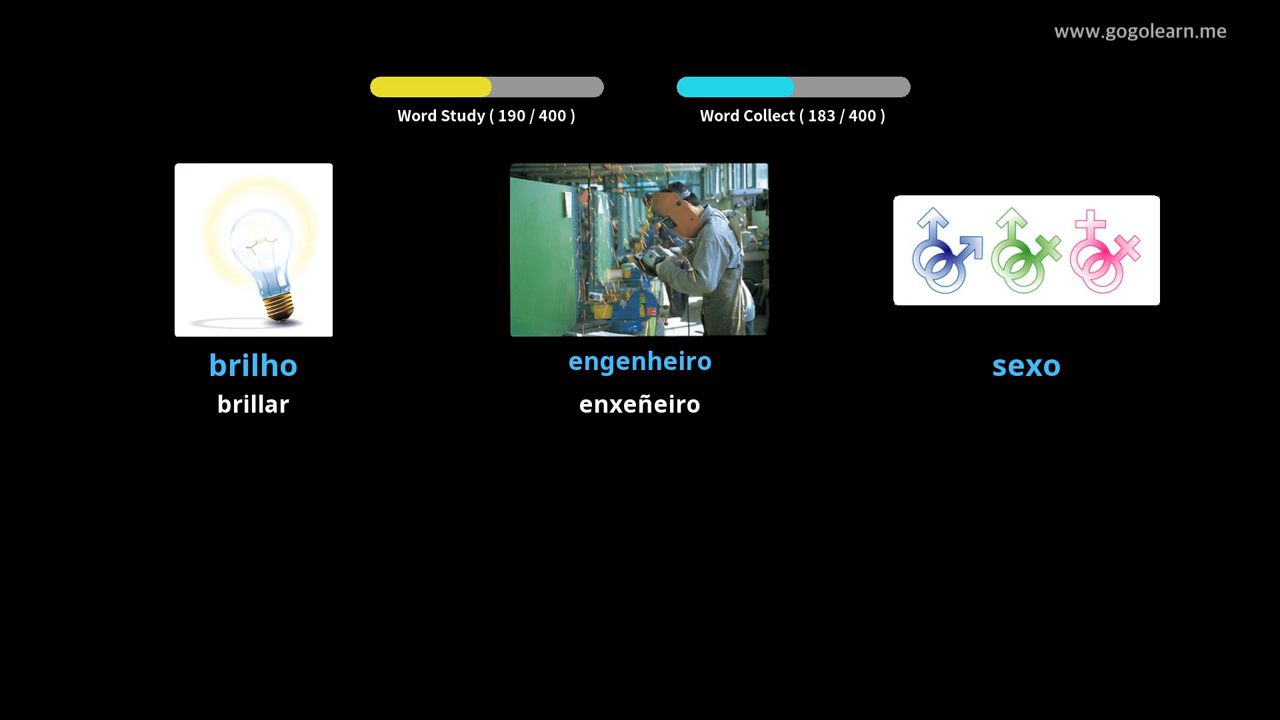 www.gogolearn.me
Word Study ( 190 / 400 )
Word Collect ( 183 / 400 )
brilho
brillar
engenheiro
enxeñeiro
sexo